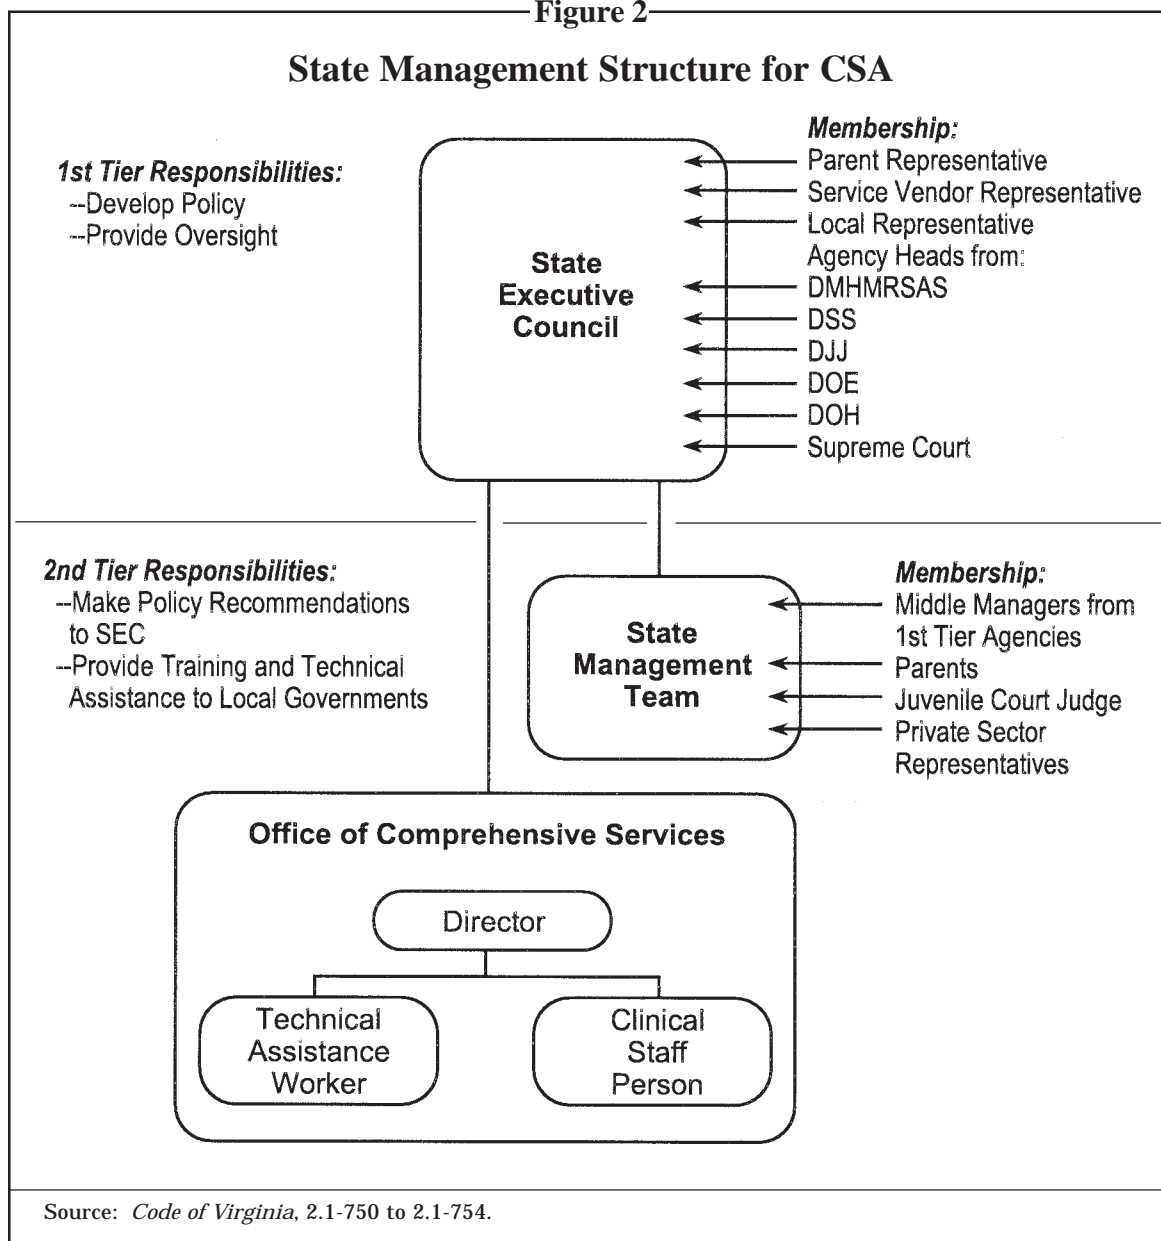 Figure 2
State Management Structure for CSA
1st Tier Responsibilities:
--Develop Policy
--Provide Oversight
State
Executive
Council
Membership:
Parent Representative
Service Vendor Representative
Local Representative
Agency Heads from:
DMHMRSAS
DSS
DJJ
DOE
DOH
Supreme Court
2nd Tier Responsibilities:
--Make Policy Recommendations
to SEC
--Provide Training and Technical
Assistance to Local Governments
State
Management
Team
Membership:
Middle Managers from
1st Tier Agencies
Parents
Juvenile Court Judge
Private Sector
Representatives
Office of Comprehensive Services
Director
Technical
Assistance
Worker
Clinical
Staff
Person
Source: Code of Virginia, 2.1-750 to 2.1-754.